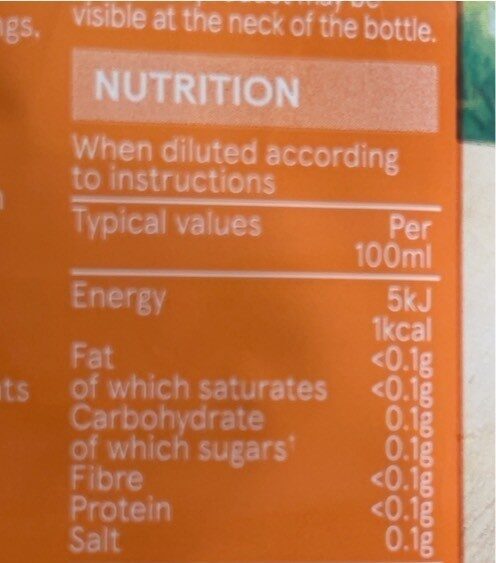 visible at the neck of the bottle.
NUTRITION
When diluted according
to instructions
Typical values Per
100ml
Energy 5kJ
1kcal
Fat <0.1g
of which saturates <0.1g
Carbohydrate 0.1g
of which sugars† 0.1g
Fibre <0.1g
Protein <0.1g
Salt 0.1g